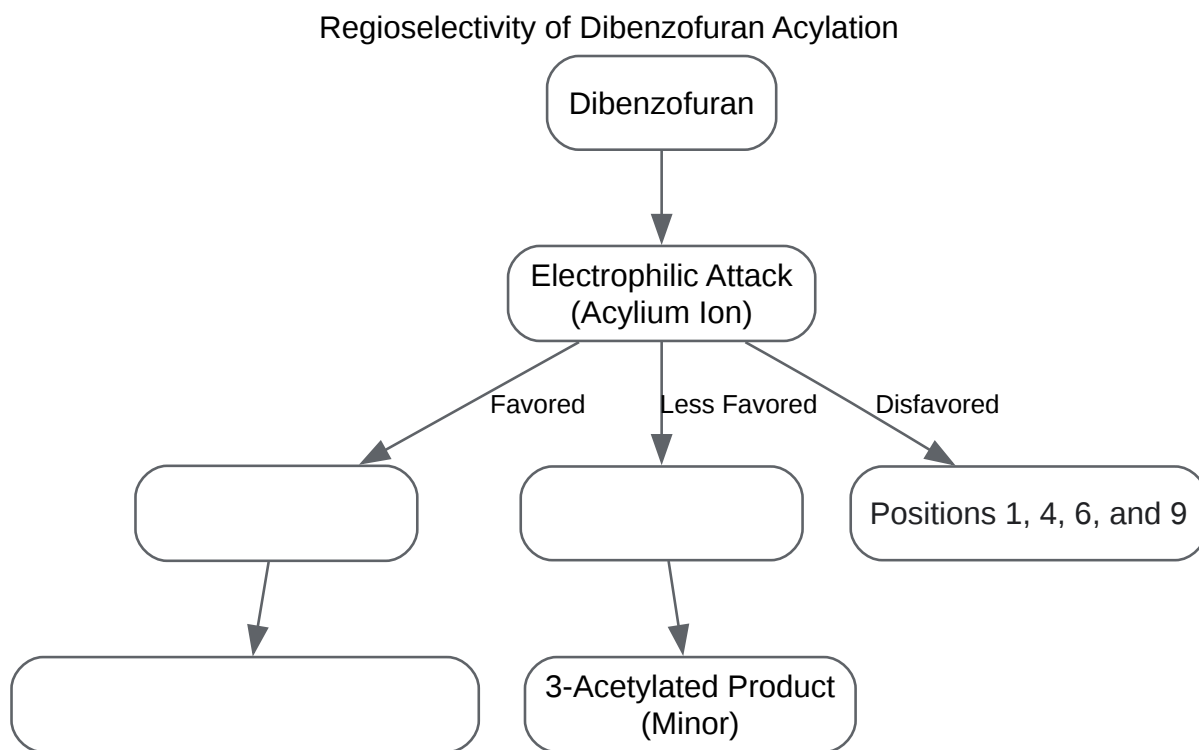 Regioselectivity of Dibenzofuran Acylation
Dibenzofuran
Electrophilic Attack
(Acylium Ion)
Favored
Less Favored
Disfavored
Positions 1, 4, 6, and 9
3-Acetylated Product
(Minor)